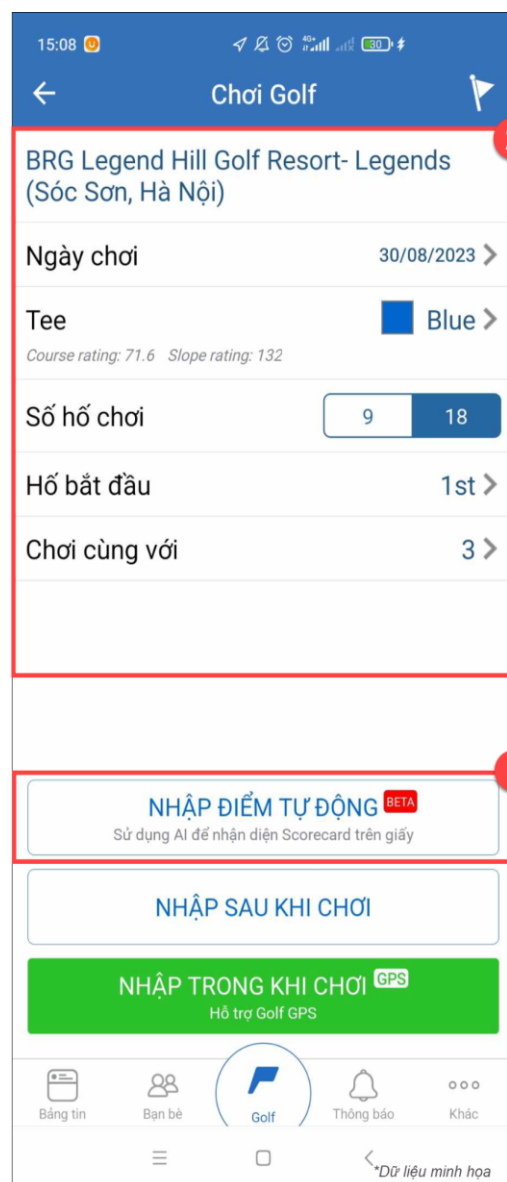 15:08
4G+
30
Chơi Golf
BRG Legend Hill Golf Resort- Legends
(Sóc Sơn, Hà Nội)
Ngày chơi 30/08/2023
Tee Blue
Course rating: 71.6 Slope rating: 132
Số hố chơi 9 18
Hố bắt đầu 1st
Chơi cùng với 3
NHẬP ĐIỂM TỰ ĐỘNG BETA
Sử dụng AI để nhận diện Scorecard trên giấy
NHẬP SAU KHI CHƠI
NHẬP TRONG KHI CHƠI GPS
Hỗ trợ Golf GPS
Bảng tin Bạn bè Golf Thông báo Khác
*Dữ liệu minh họa